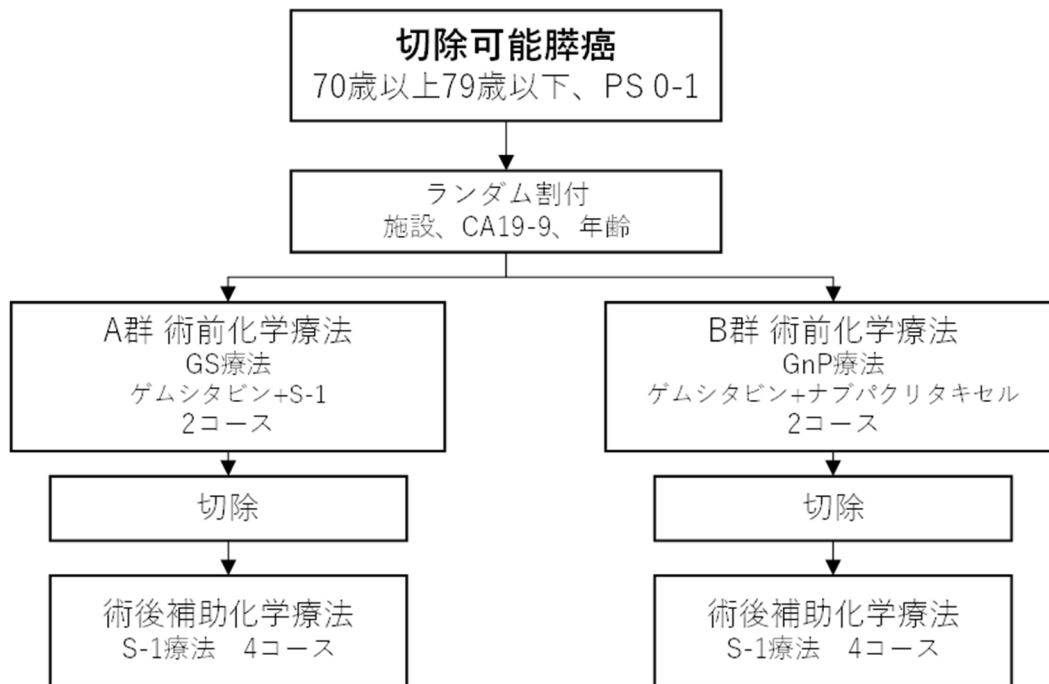 切除可能膵癌
70歳以上79歳以下、PS 0-1
ランダム割付
施設、CA19-9、年齢
A群 術前化学療法
GS療法
ゲムシタビン+S-1
2コース
B群 術前化学療法
GnP療法
ゲムシタビン+ナブパクリタキセル
2コース
切除
切除
術後補助化学療法
S-1療法　4コース
術後補助化学療法
S-1療法　4コース